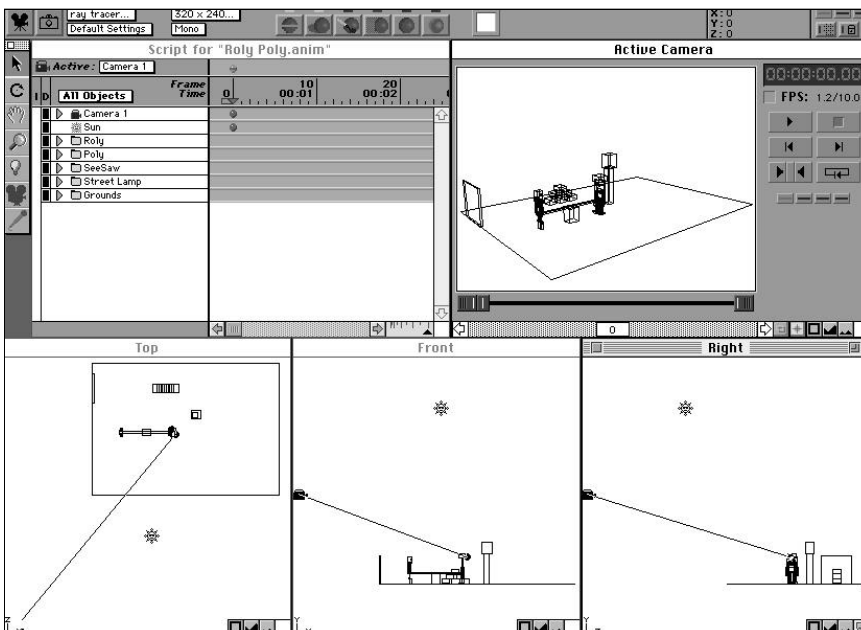 ray tracer... 320 x 240... X: 0
Default Settings Mono Y: 0
Z: 0
Script for "Roly Poly.anim" Active Camera
Active: Camera 1
00:00:00.00
Frame 10 20
I D All Objects Time 0 00:01 00:02
FPS: 1.2/10.0
Camera 1
Sun
Roly
Poly
SeeSaw
Street Lamp
Grounds
0
Top Front Right
Z Y Y